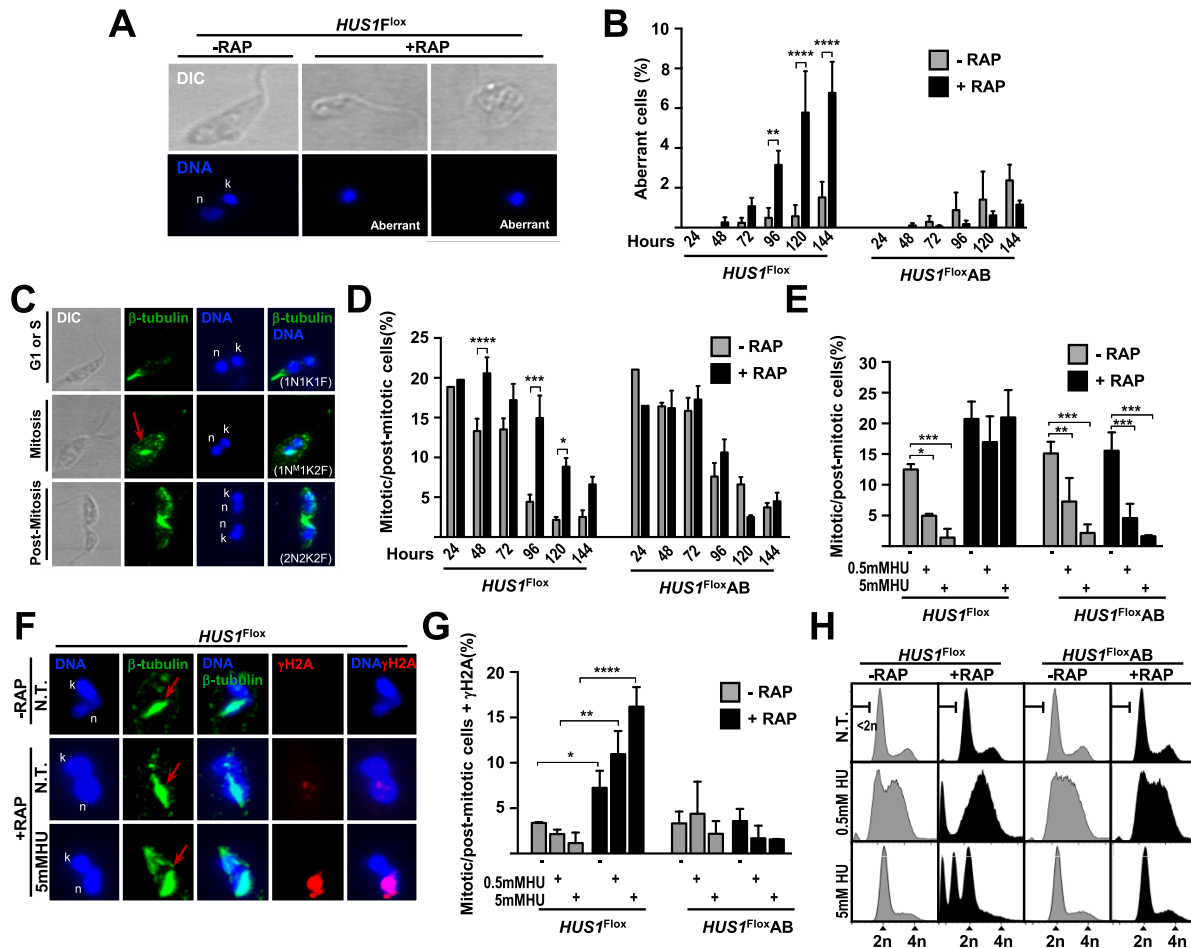 A
HUS1Flox
-RAP
+RAP
DIC
DNA
k
n
Aberrant
Aberrant
B
Aberrant cells (%)
10
8
6
4
2
- RAP
+ RAP
**
****
****
Hours
24 48 72 96 120 144
24 48 72 96 120 144
HUS1Flox
HUS1FloxAB
C
DIC
β-tubulin
DNA
β-tubulin
DNA
G1 or S
n k
(1N1K1F)
Mitosis
n k
(1NM1K2F)
Post-Mitosis
k
n
n
k
(2N2K2F)
D
Mitotic/post-mitotic cells(%)
25
20
15
10
5
- RAP
+ RAP
****
***
*
Hours
24 48 72 96 120 144
24 48 72 96 120 144
HUS1Flox
HUS1FloxAB
E
Mitotic/post-mitotic cells(%)
30
25
20
15
10
5
- RAP
+ RAP
***
*
***
**
***
***
- - - -
0.5mMHU + + + +
5mMHU + + + +
HUS1Flox
HUS1FloxAB
F
HUS1Flox
DNA
β-tubulin
DNA
β-tubulin
γH2A
DNAγH2A
-RAP
N.T.
k
n
+RAP
N.T.
k
n
5mMHU
k
n
G
Mitotic/post-mitotic cells + γH2A(%)
20
15
10
5
0
- RAP
+ RAP
****
**
*
- - - -
0.5mMHU + + + +
5mMHU + + + +
HUS1Flox
HUS1FloxAB
H
HUS1Flox
HUS1FloxAB
-RAP
+RAP
-RAP
+RAP
N.T.
<2n
0.5mM HU
5mM HU
2n 4n 2n 4n 2n 4n 2n 4n